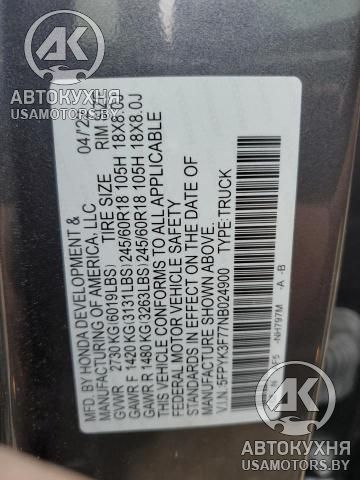 MFD. BY HONDA DEVELOPMENT & 04/22
MANUFACTURING OF AMERICA, LLC
GVWR 2730 KG(6019LBS) TIRE SIZE RIM SIZE
GAWR F 1420 KG(3131LBS) 245/60R18 105H 18X8.0J
GAWR R 1480 KG(3263LBS) 245/60R18 105H 18X8.0J
THIS VEHICLE CONFORMS TO ALL APPLICABLE
FEDERAL MOTOR VEHICLE SAFETY
STANDARDS IN EFFECT ON THE DATE OF
MANUFACTURE SHOWN ABOVE.
V.I.N.:5FPYK3F77NB024900 TYPE:TRUCK
NH797M -A -B
АК
АВТОКУХНЯ
USAMOTORS.BY
АК
АВТОКУХНЯ
USAMOTORS.BY